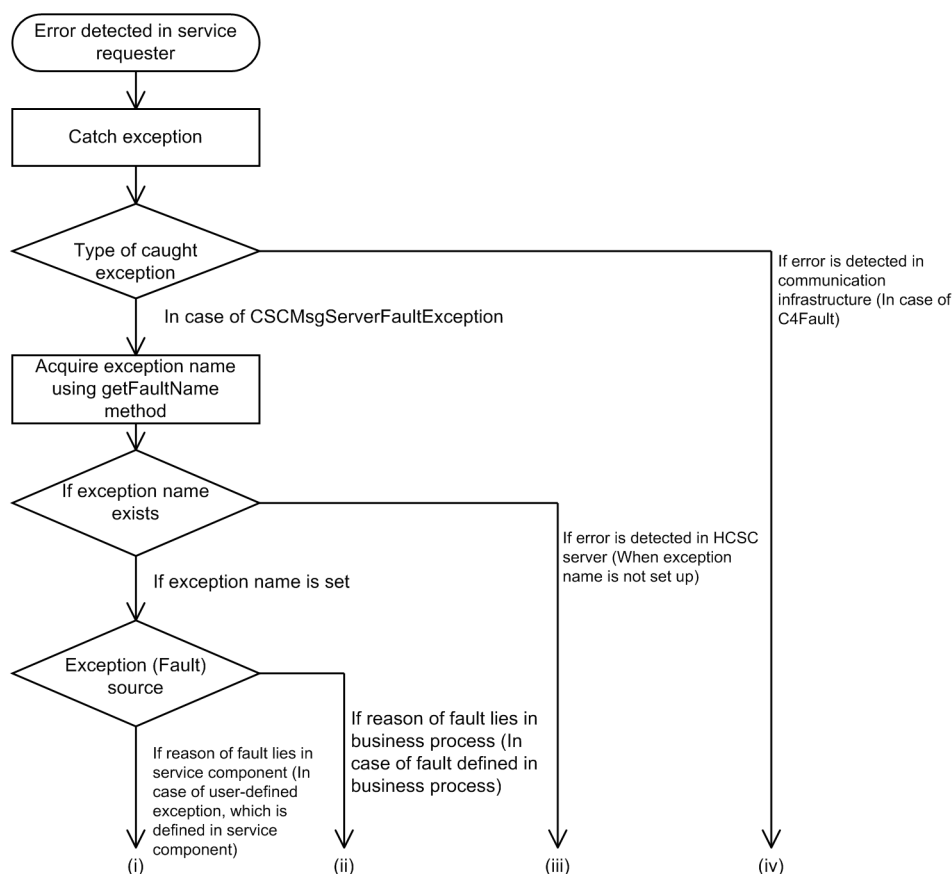 Error detected in service
requester
Catch exception
Type of caught
exception
If error is detected in
communication
infrastructure (In case of
C4Fault)
In case of CSCMsgServerFaultException
Acquire exception name
using getFaultName
method
If exception name
exists
If error is detected in HCSC
server (When exception
name is not set up)
If exception name is set
Exception (Fault)
source
If reason of fault lies in
business process (In
case of fault defined in
business process)
If reason of fault lies in
service component (In
case of user-defined
exception, which is
defined in service
component)
(i)
(ii)
(iii)
(iv)